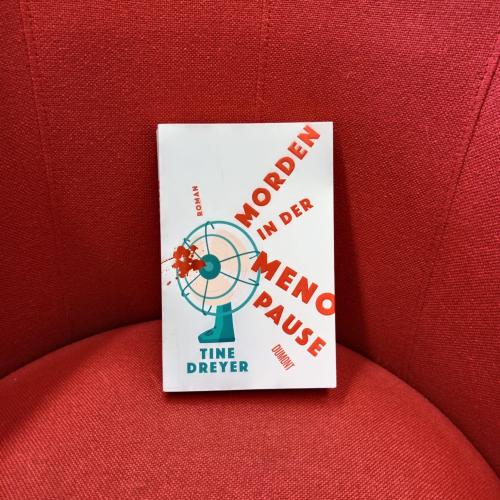 ROMAN
MORDEN
IN DER
MENO
PAUSE
TINE
DREYER
DUMONT